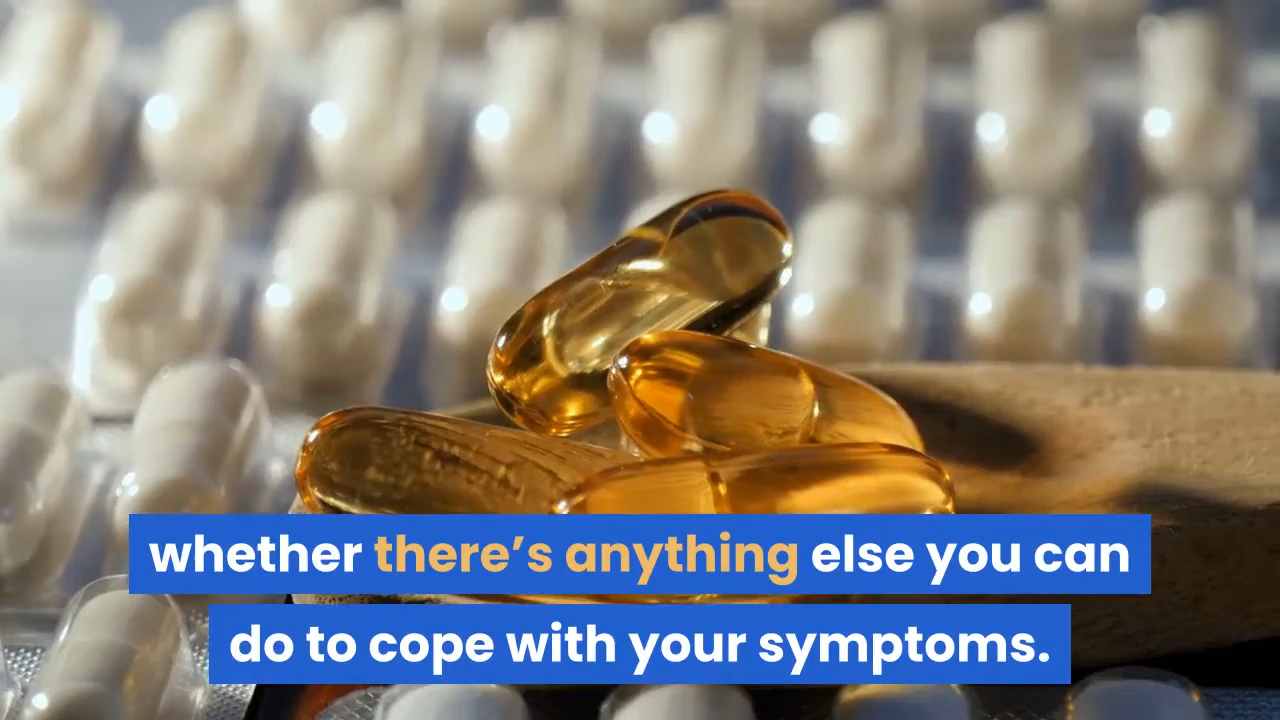 whether there’s anything else you can
do to cope with your symptoms.